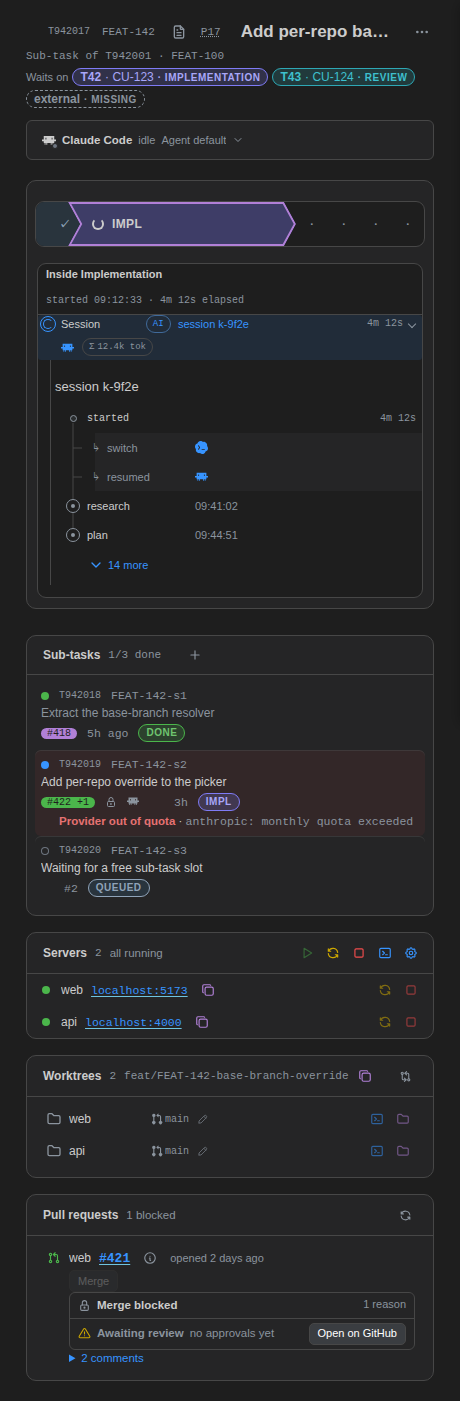 T942017 FEAT-142 P17 Add per-repo ba…
Sub-task of T942001 · FEAT-100
Waits on T42 · CU-123 · IMPLEMENTATION T43 · CU-124 · REVIEW
external · MISSING
Claude Code idle Agent default
✓ IMPL · · · ·
Inside Implementation
started 09:12:33 · 4m 12s elapsed
Session AI session k-9f2e 4m 12s
Σ 12.4k tok
session k-9f2e
started 4m 12s
↳ switch
↳ resumed
research 09:41:02
plan 09:44:51
14 more
Sub-tasks 1/3 done
T942018 FEAT-142-s1
Extract the base-branch resolver
#418 5h ago DONE
T942019 FEAT-142-s2
Add per-repo override to the picker
#422 +1 3h IMPL
Provider out of quota · anthropic: monthly quota exceeded
T942020 FEAT-142-s3
Waiting for a free sub-task slot
#2 QUEUED
Servers 2 all running
web localhost:5173
api localhost:4000
Worktrees 2 feat/FEAT-142-base-branch-override
web main
api main
Pull requests 1 blocked
web #421 opened 2 days ago
Merge
Merge blocked 1 reason
Awaiting review no approvals yet Open on GitHub
2 comments